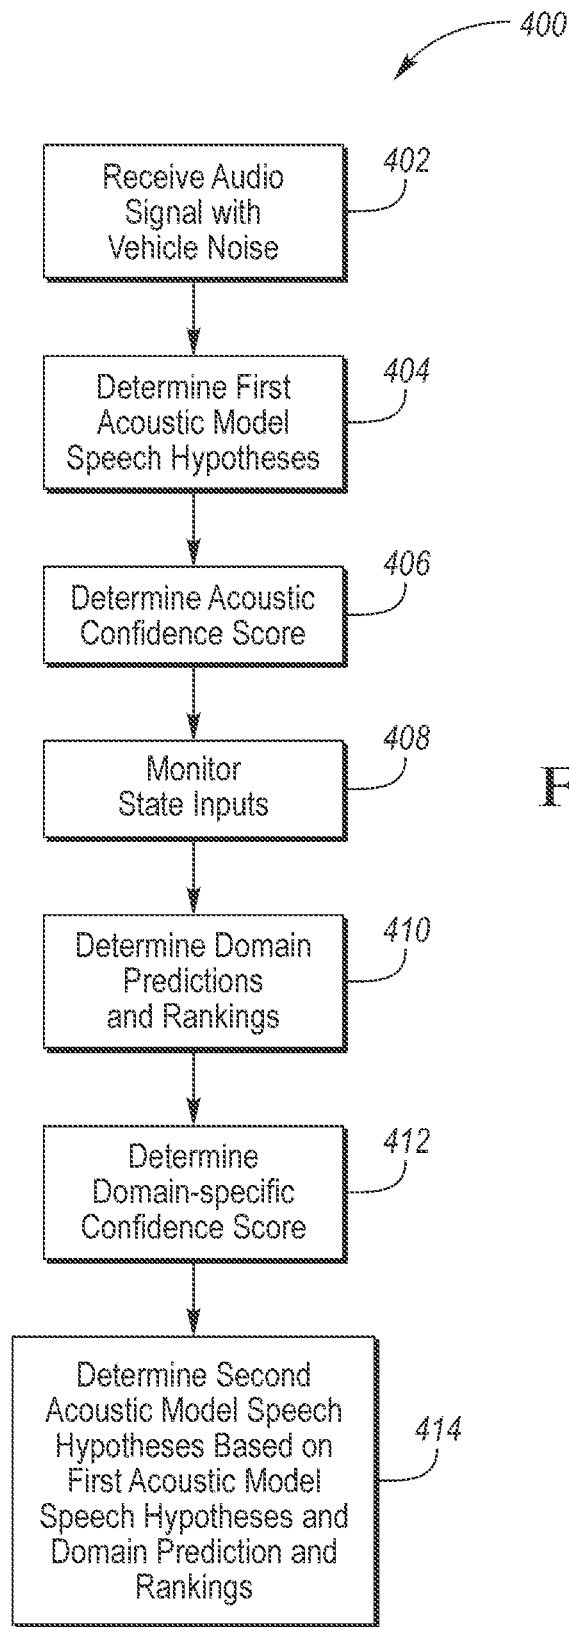 400
Receive Audio
Signal with
Vehicle Noise
402
Determine First
Acoustic Model
Speech Hypotheses
404
Determine Acoustic
Confidence Score
406
Monitor
State Inputs
408
F
Determine Domain
Predictions
and Rankings
410
Determine
Domain-specific
Confidence Score
412
Determine Second
Acoustic Model Speech
Hypotheses Based on
First Acoustic Model
Speech Hypotheses and
Domain Prediction and
Rankings
414